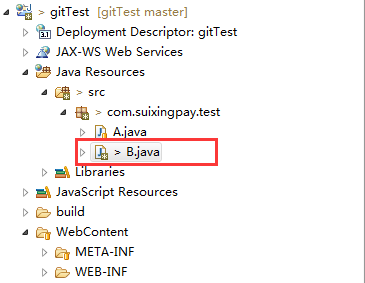 > gitTest [gitTest master]
Deployment Descriptor: gitTest
JAX-WS Web Services
Java Resources
> src
> com.suixingpay.test
A.java
> B.java
Libraries
JavaScript Resources
build
WebContent
META-INF
WEB-INF